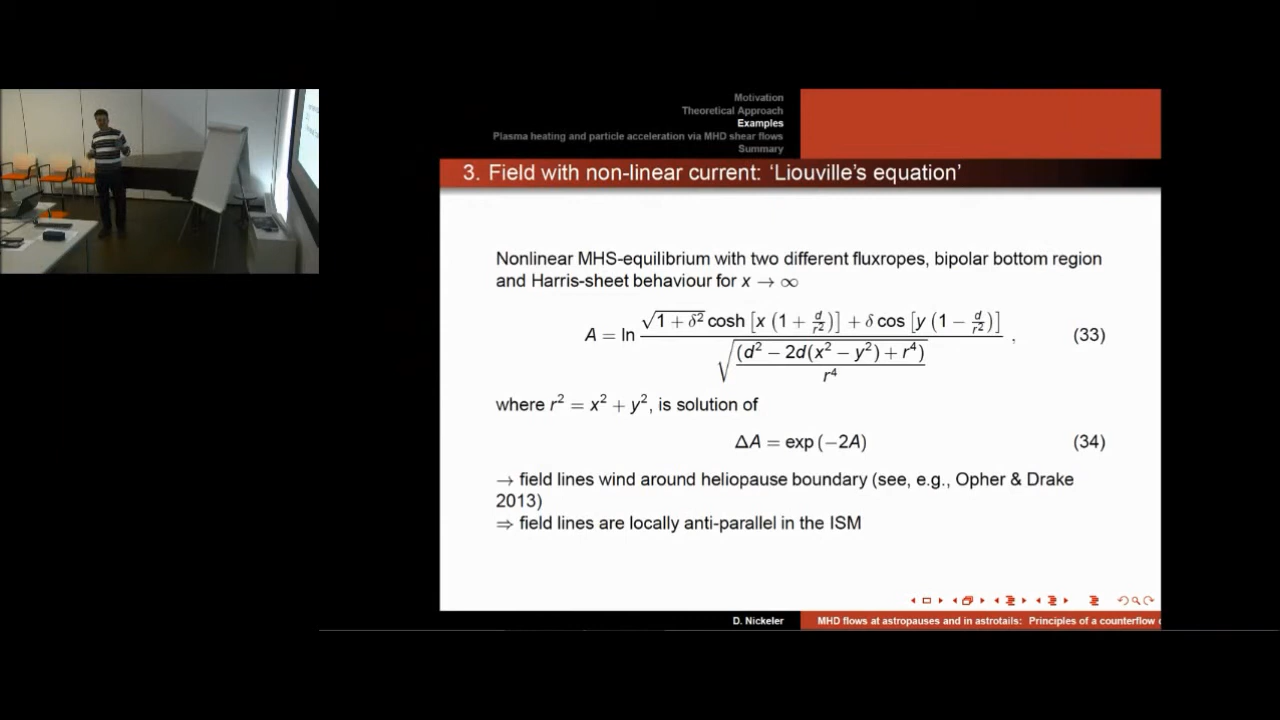 Motivation
Theoretical Approach
Examples
Plasma heating and particle acceleration via MHD shear flows
Summary
3. Field with non-linear current: ‘Liouville’s equation’
Nonlinear MHS-equilibrium with two different fluxropes, bipolar bottom region
and Harris-sheet behaviour for x → ∞
A = ln (√(1 + δ²) cosh [x (1 + d/r²)] + δ cos [y (1 − d/r²)]) / √((d² − 2d(x² − y²) + r⁴) / r⁴) , (33)
where r² = x² + y², is solution of
ΔA = exp (−2A) (34)
→ field lines wind around heliopause boundary (see, e.g., Opher & Drake
2013)
⇒ field lines are locally anti-parallel in the ISM
D. Nickeler
MHD flows at astropauses and in astrotails: Principles of a counterflow